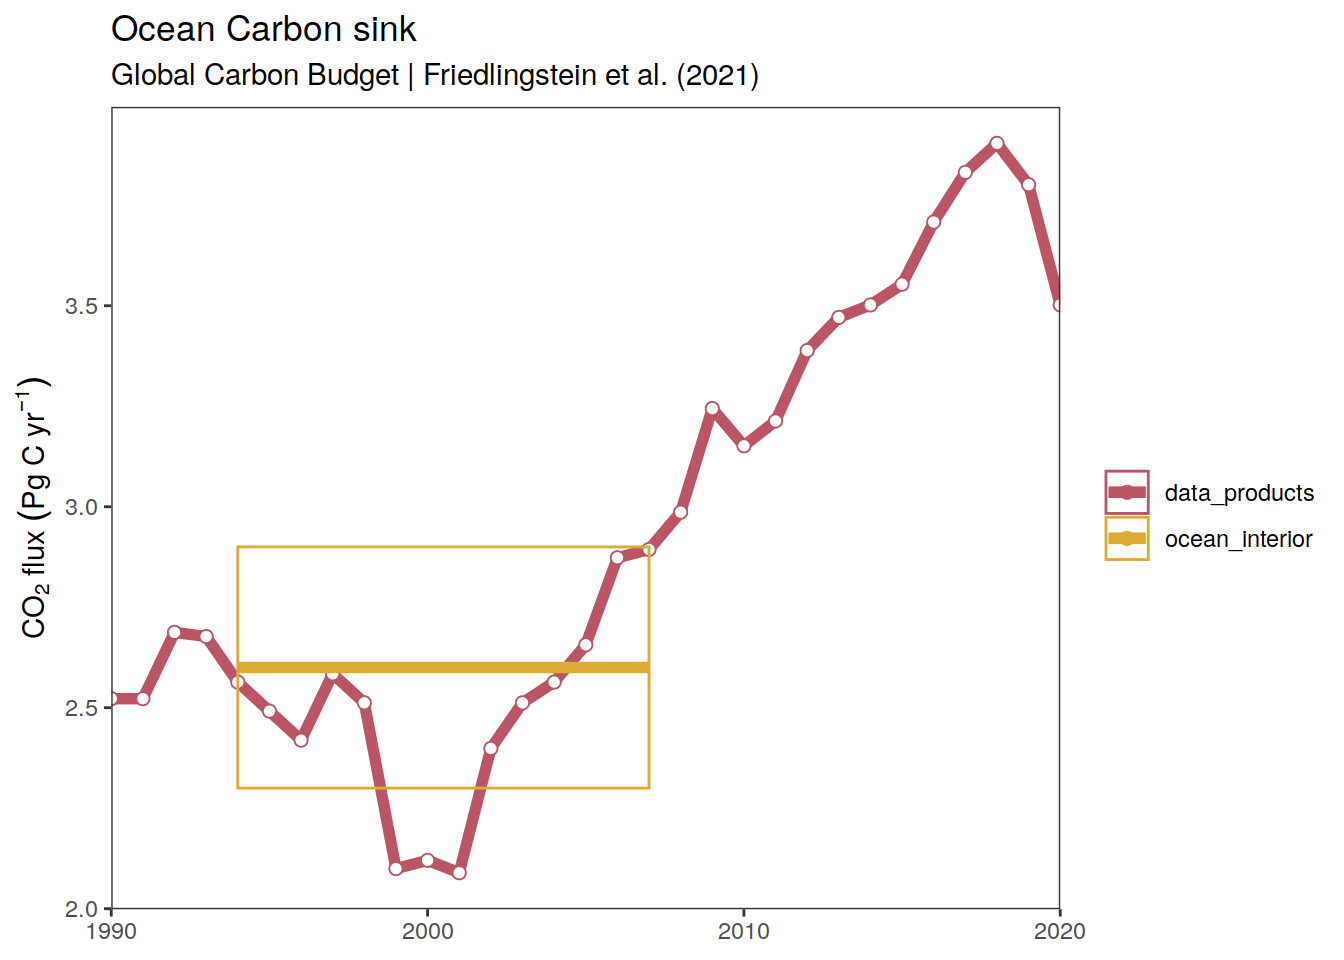 Ocean Carbon sink
Global Carbon Budget | Friedlingstein et al. (2021)
CO₂ flux (Pg C yr⁻¹)
3.5
3.0
2.5
2.0
1990 2000 2010 2020
data_products
ocean_interior